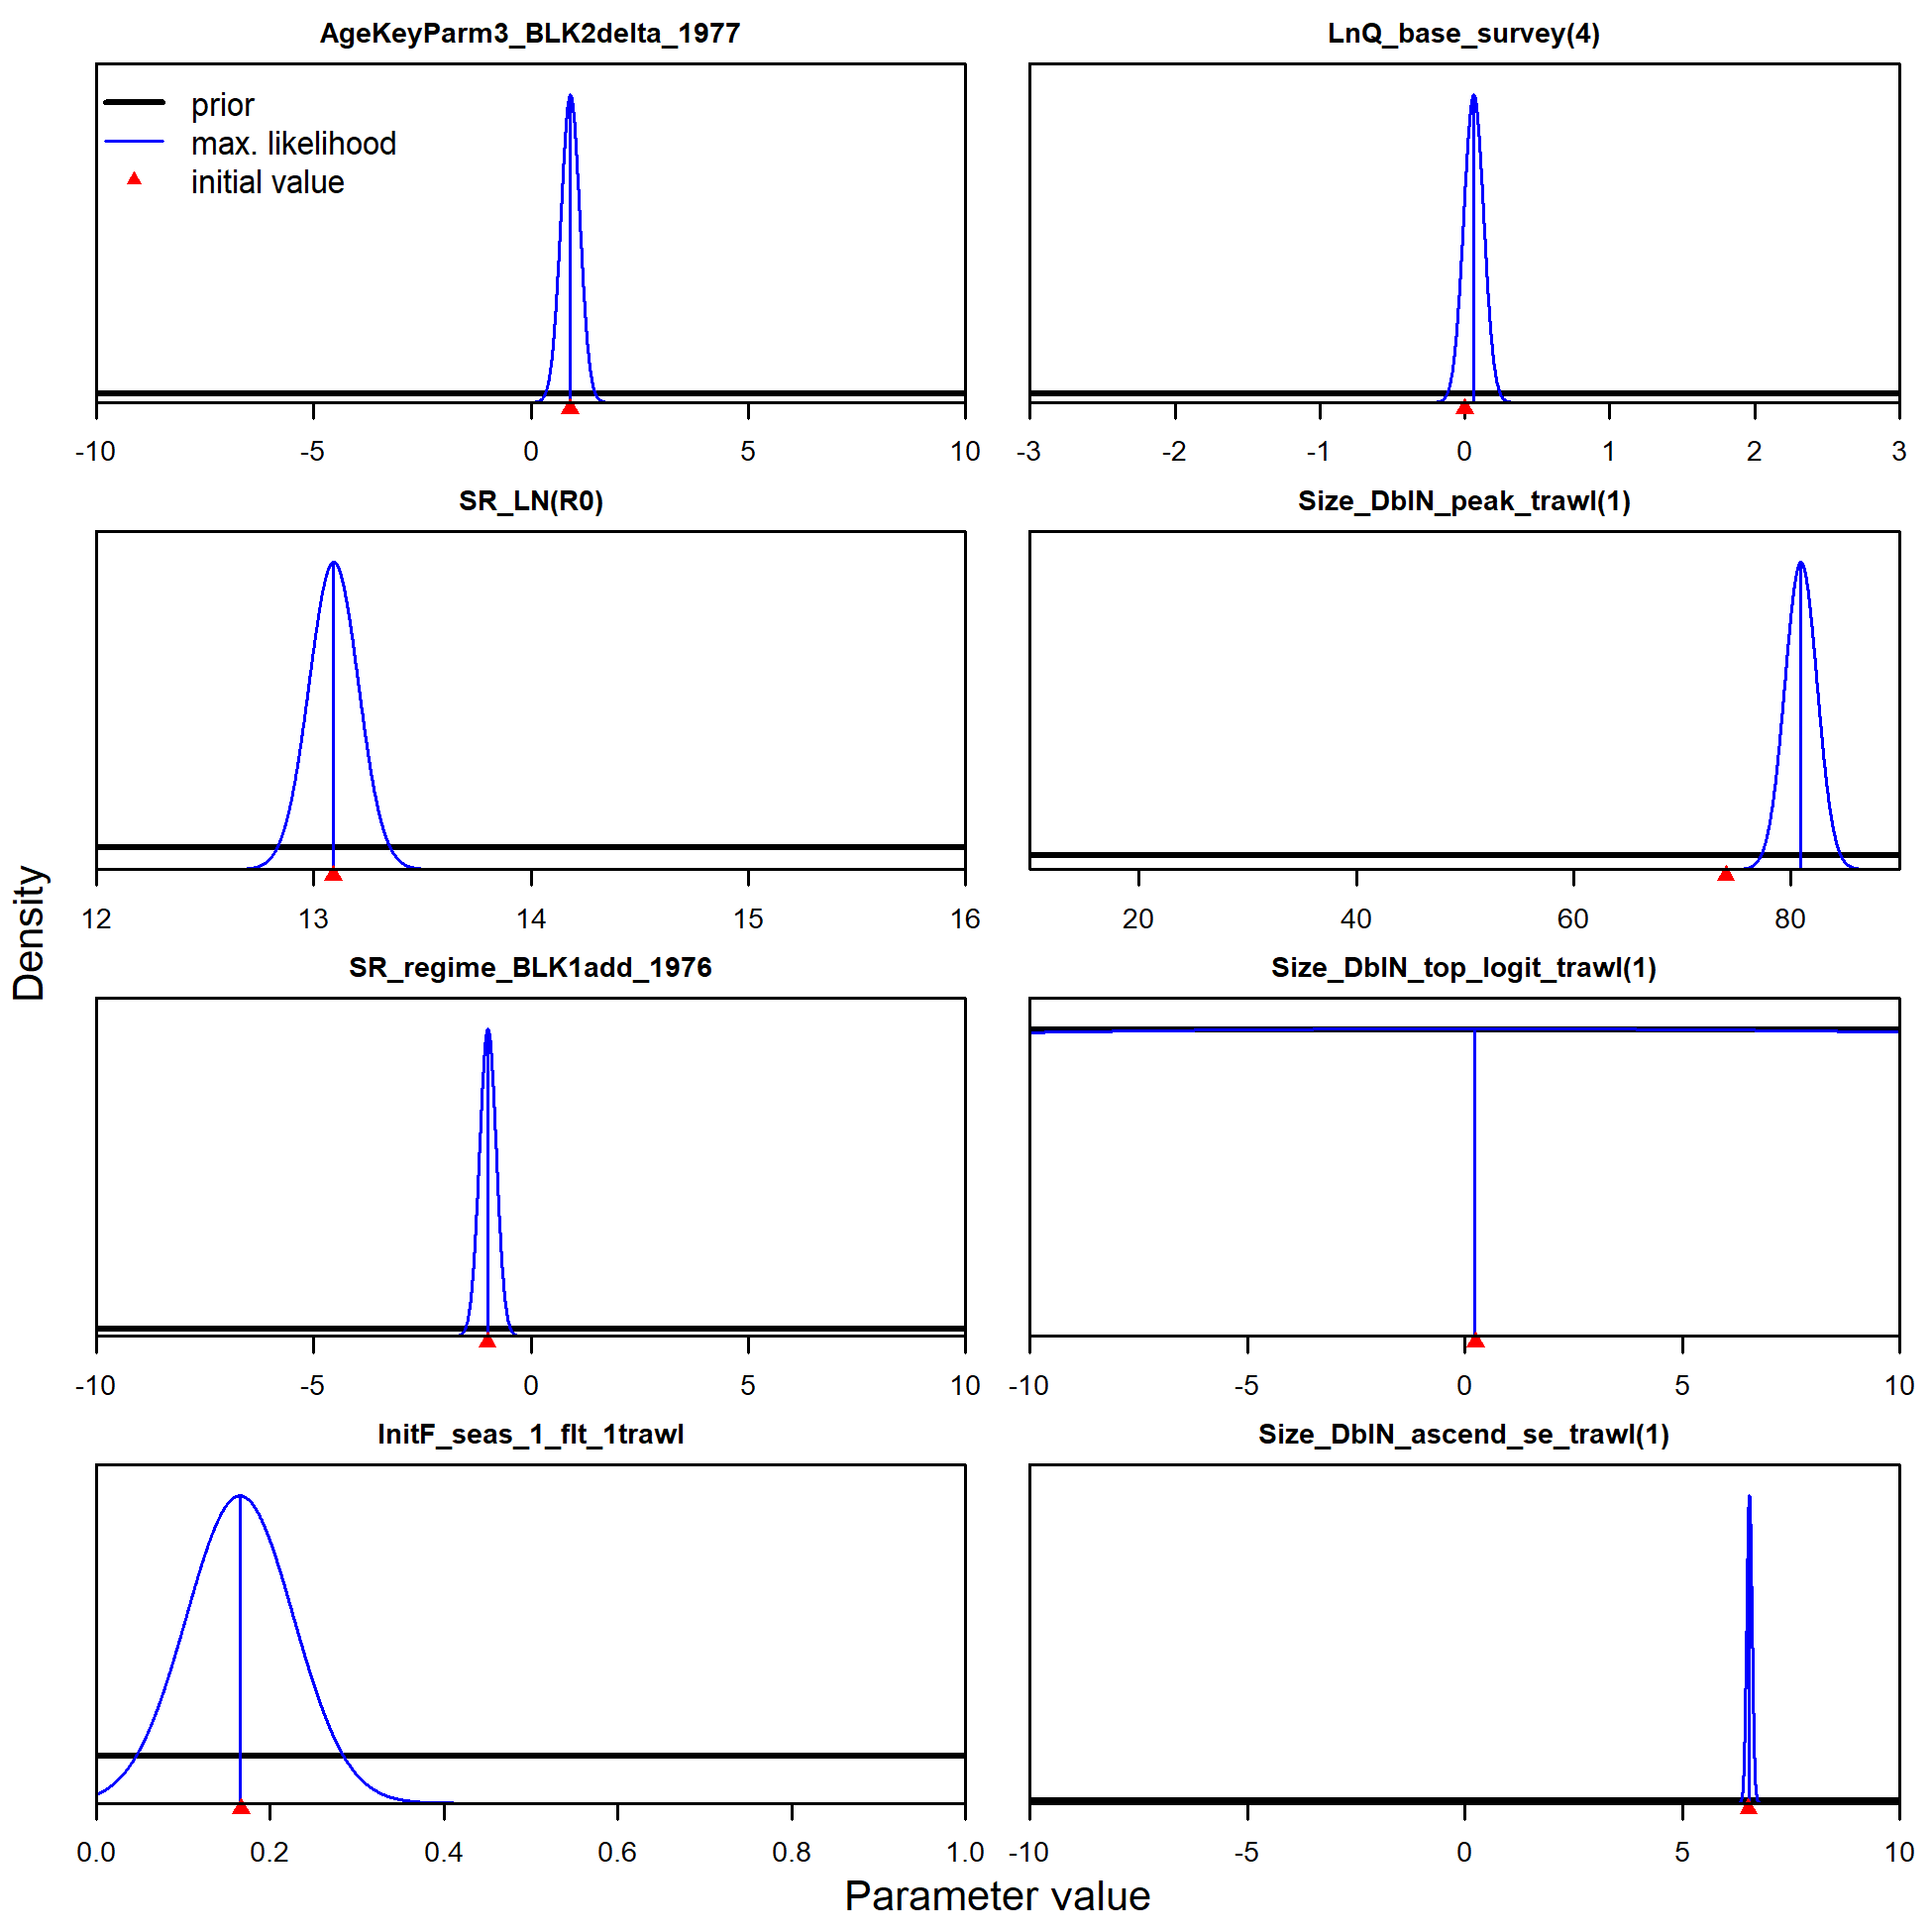 AgeKeyParm3_BLK2delta_1977
prior
max. likelihood
initial value
-10 -5 0 5 10
LnQ_base_survey(4)
-3 -2 -1 0 1 2 3
SR_LN(R0)
12 13 14 15 16
Size_DblN_peak_trawl(1)
20 40 60 80
SR_regime_BLK1add_1976
-10 -5 0 5 10
Size_DblN_top_logit_trawl(1)
-10 -5 0 5 10
InitF_seas_1_flt_1trawl
0.0 0.2 0.4 0.6 0.8 1.0
Size_DblN_ascend_se_trawl(1)
-10 -5 0 5 10
Density
Parameter value